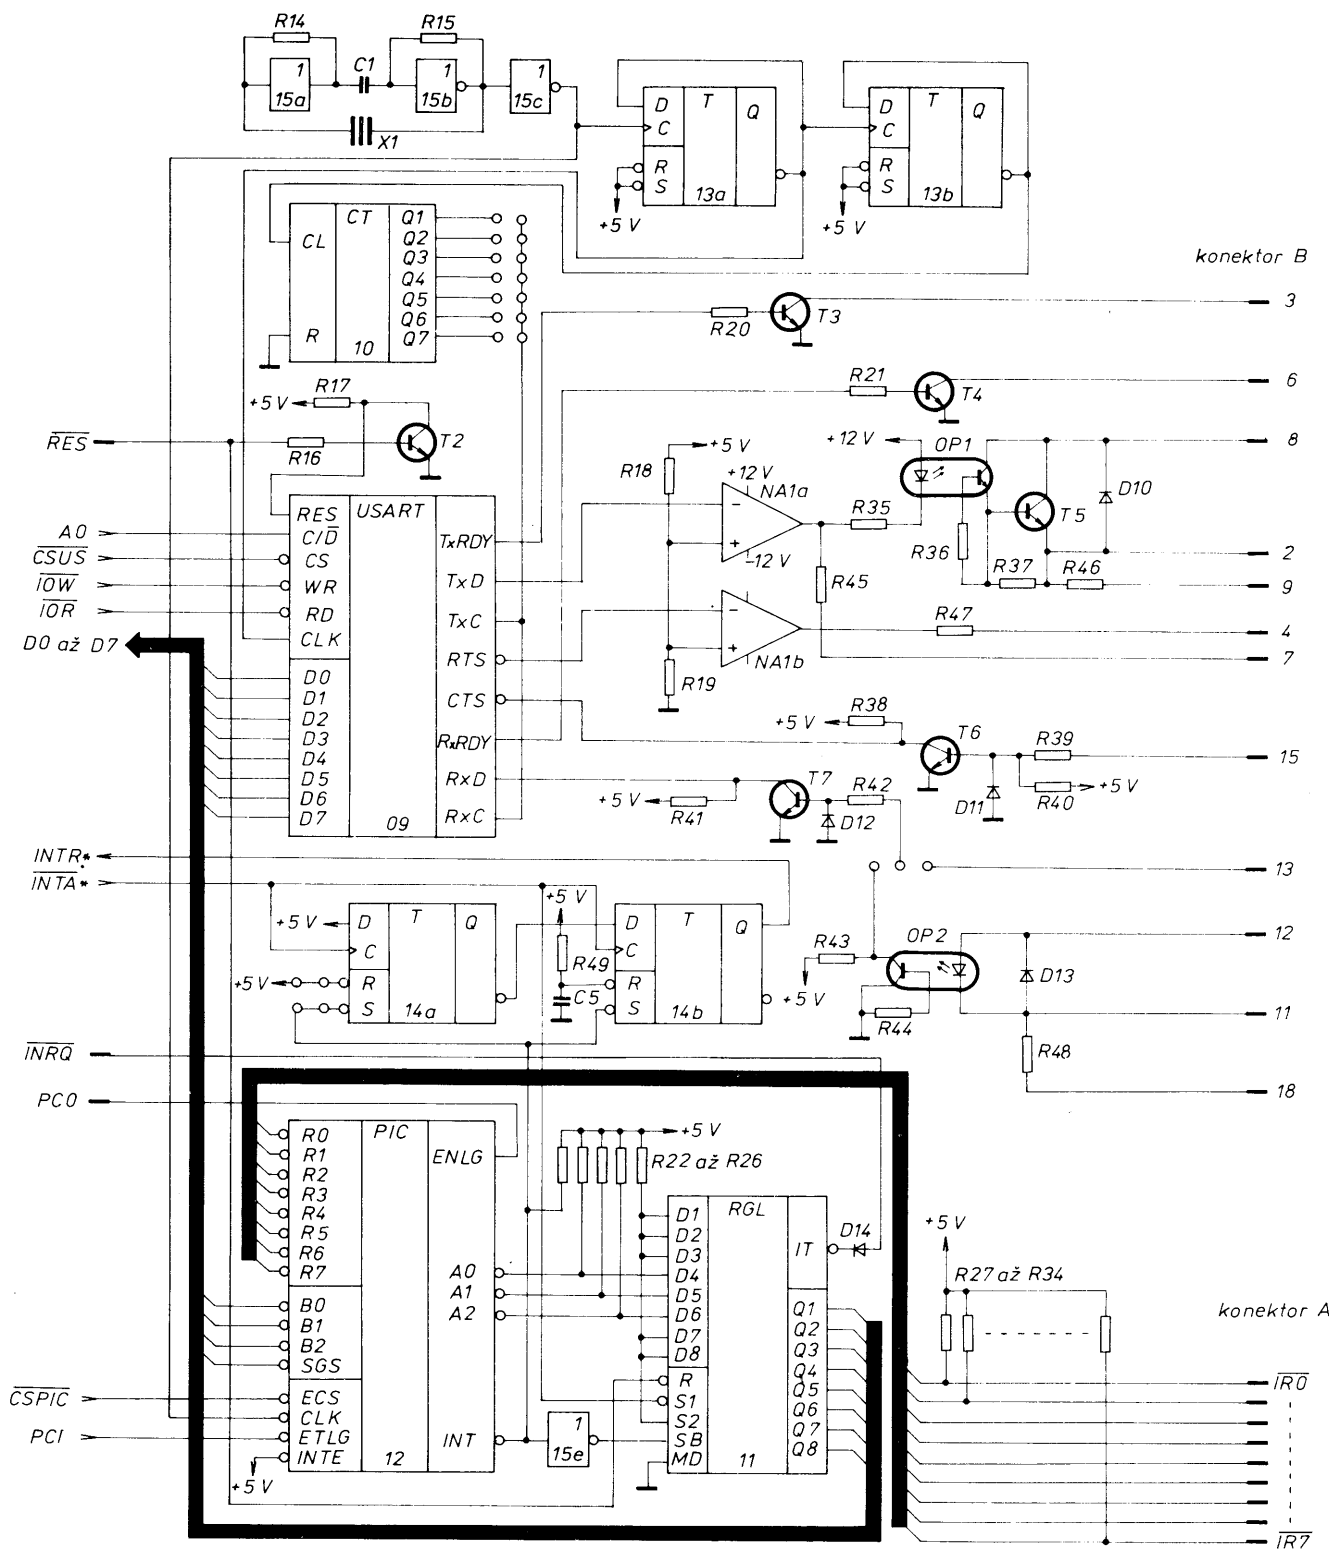 R14
R15
1
15a
C1
1
15b
1
15c
X1
D
C
R
S
T
Q
13a
+5 V
D
C
R
S
T
Q
13b
+5 V
CL
R
CT
10
Q1
Q2
Q3
Q4
Q5
Q6
Q7
konektor B
R20
T3
3
R17
+5 V
R21
T4
6
RES
R16
T2
+5 V
+12 V
OP1
8
R18
+12 V
NA1a
D10
RES
USART
T5
A0
C/D
TxRDY
R35
CSUS
CS
-12 V
R36
2
IOW
WR
TxD
R45
R37
R46
9
IOR
RD
TxC
R47
4
D0 až D7
CLK
RTS
NA1b
7
D0
D1
D2
D3
D4
D5
D6
D7
R19
CTS
R38
+5 V
RxRDY
T6
R39
15
RxD
T7
R42
D11
R40
+5 V
+5 V
R41
D12
RxC
09
INTR*
13
INTA*
+5 V
D
C
R
S
T
Q
14a
+5 V
+5 V
R49
C5
D
C
R
S
T
Q
14b
R43
+5 V
OP2
12
D13
R44
11
INRQ
R48
PC0
18
R0
R1
R2
R3
R4
R5
R6
R7
PIC
ENLG
+5 V
R22 až R26
D1
D2
D3
D4
D5
D6
D7
D8
RGL
IT
D14
+5 V
A0
A1
A2
R27 až R34
B0
B1
B2
SGS
Q1
Q2
Q3
Q4
Q5
Q6
Q7
Q8
konektor A
CSPIC
ECS
CLK
ETLG
INTE
PCI
+5 V
12
INT
1
15e
R
S1
S2
SB
MD
11
IR0
IR7